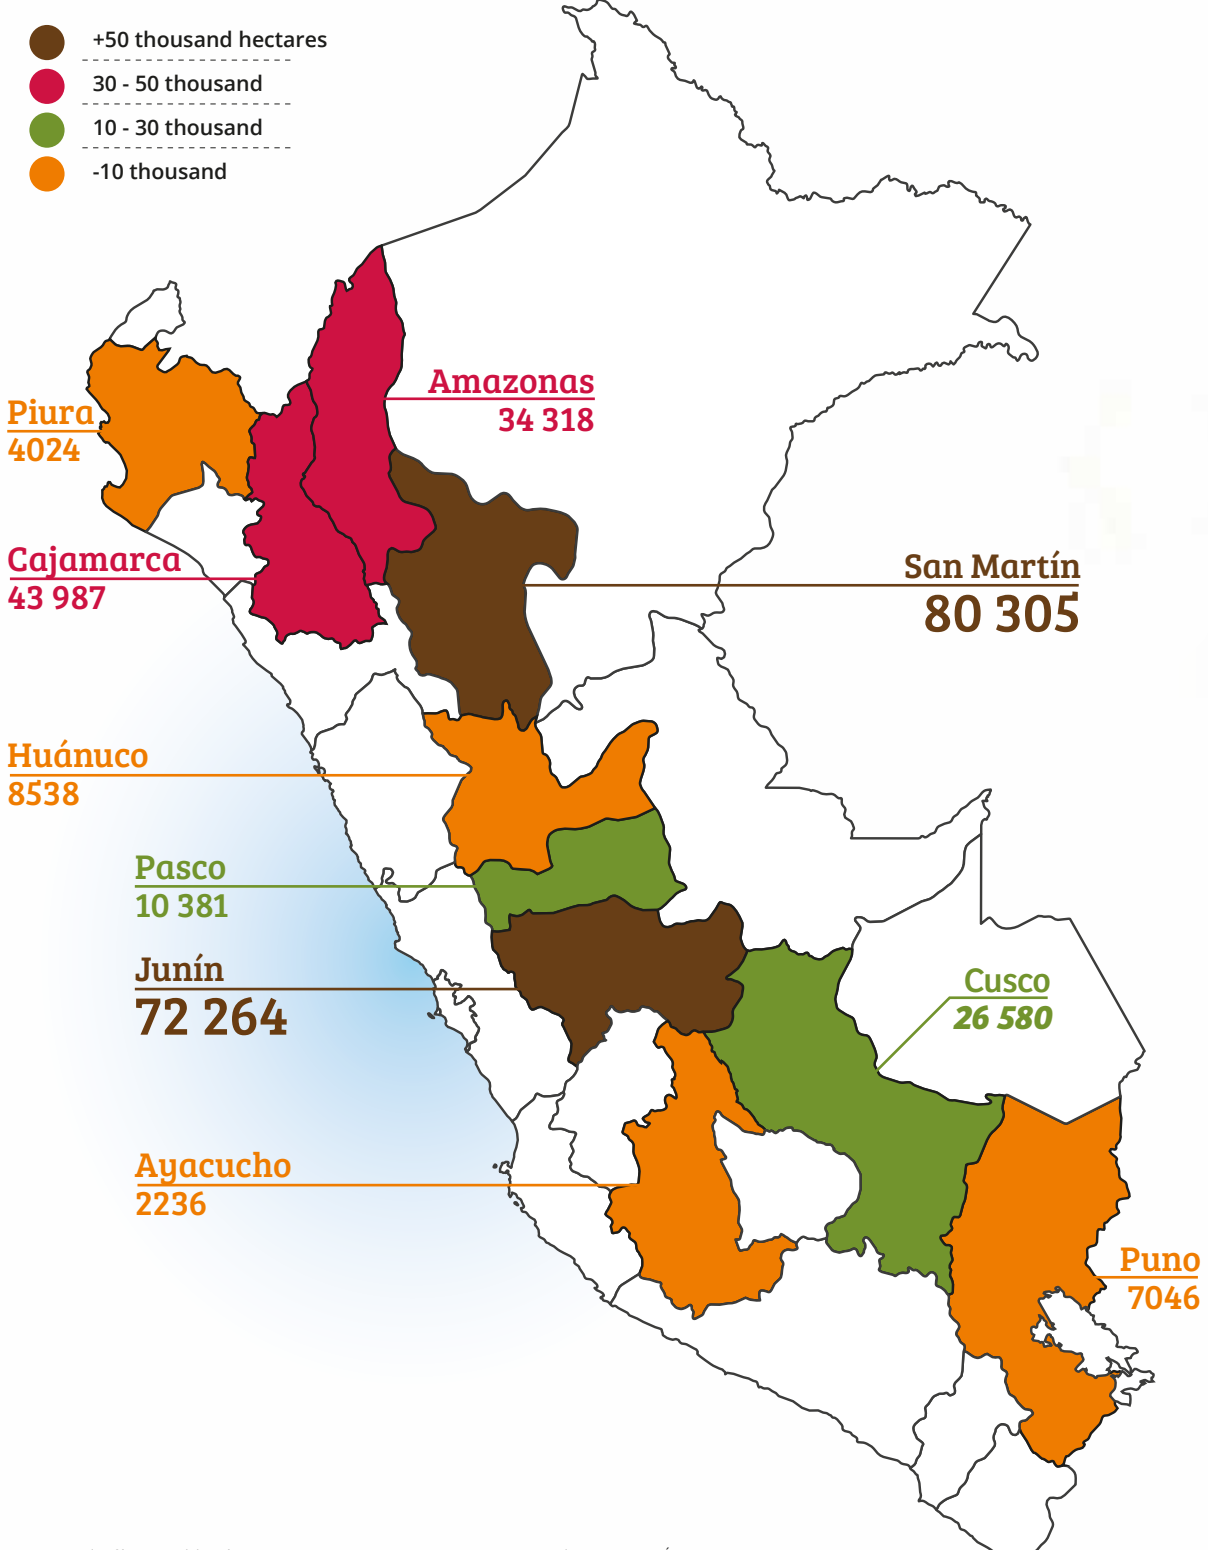 +50 thousand hectares
30 - 50 thousand
10 - 30 thousand
-10 thousand
Amazonas
34 318
Piura
4024
Cajamarca
43 987
San Martín
80 305
Huánuco
8538
Pasco
10 381
Junín
72 264
Cusco
26 580
Ayacucho
2236
Puno
7046